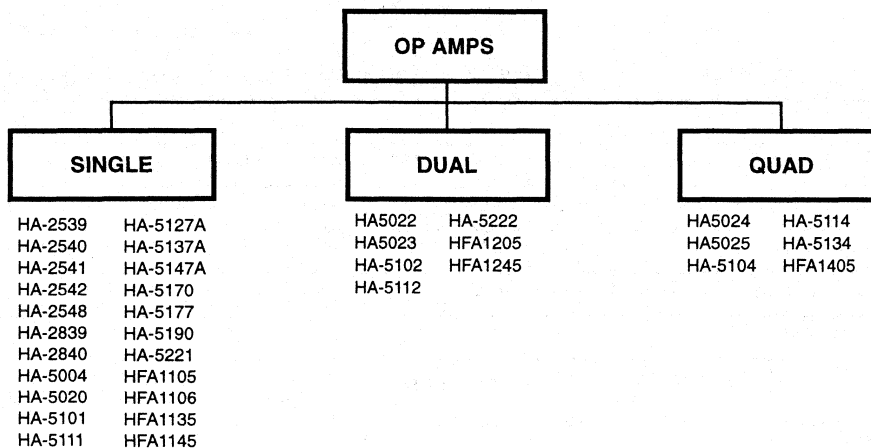 OP AMPS
SINGLE
DUAL
QUAD
HA-2539 HA-5127A
HA-2540 HA-5137A
HA-2541 HA-5147A
HA-2542 HA-5170
HA-2548 HA-5177
HA-2839 HA-5190
HA-2840 HA-5221
HA-5004 HFA1105
HA-5020 HFA1106
HA-5101 HFA1135
HA-5111 HFA1145
HA5022 HA-5222
HA5023 HFA1205
HA-5102 HFA1245
HA-5112
HA5024 HA-5114
HA5025 HA-5134
HA-5104 HFA1405